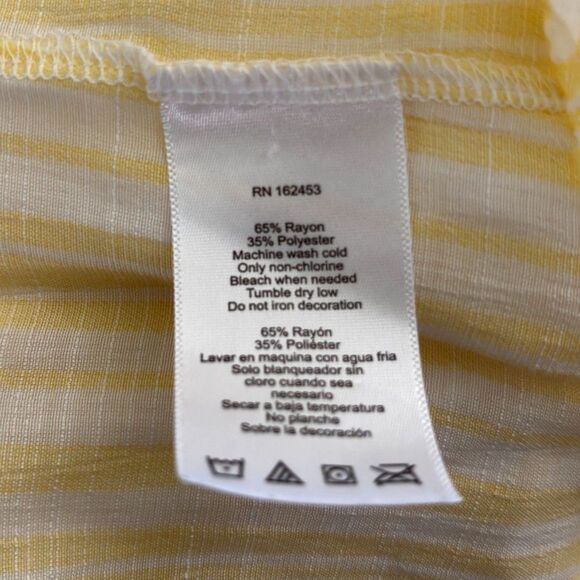 RN 162453
65% Rayon
35% Polyester
Machine wash cold
Only non-chlorine
Bleach when needed
Tumble dry low
Do not iron decoration
65% Rayón
35% Poliéster
Lavar en maquina con agua fria
Solo blanqueador sin
cloro cuando sea
necesario
Secar a baja temperatura
No planche
Sobre la decoración